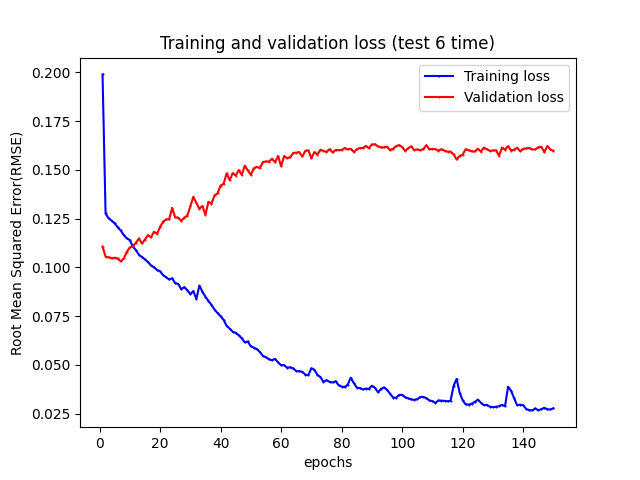 Training and validation loss (test 6 time)
Training loss
Validation loss
Root Mean Squared Error(RMSE)
0.200
0.175
0.150
0.125
0.100
0.075
0.050
0.025
0 20 40 60 80 100 120 140
epochs